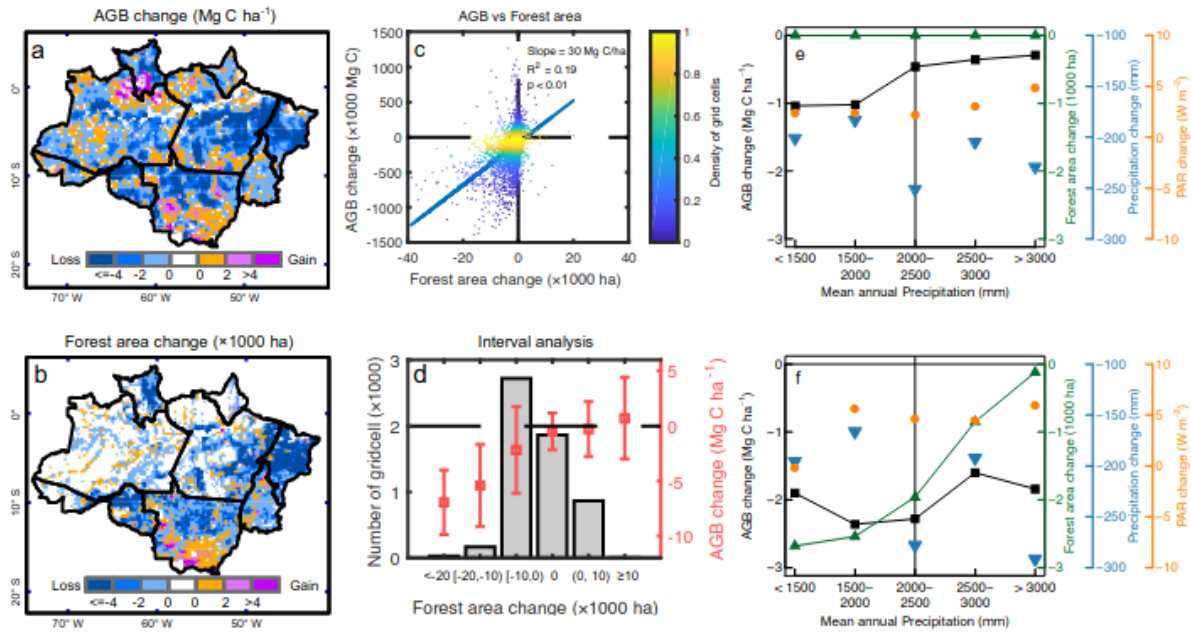 AGB change (Mg C ha⁻¹)
a
0°
10° S
20° S
Loss
Gain
<=-4 -2 0 0 2 >4
70° W 60° W 50° W
Forest area change (×1000 ha)
b
0°
10° S
20° S
Loss
Gain
<=-4 -2 0 0 2 >4
70° W 60° W 50° W
AGB vs Forest area
c
Slope = 30 Mg C/ha
R² = 0.19
p < 0.01
AGB change (×1000 Mg C)
1500
1000
500
0
-500
-1000
-1500
-40 -20 0 20 40
Forest area change (×1000 ha)
Density of grid cells
1
0.8
0.6
0.4
0.2
0
Interval analysis
d
Number of gridcell (×1000)
3
2
1
0
AGB change (Mg C ha⁻¹)
5
0
-5
-10
<-20 [-20,-10) [-10,0) 0 (0, 10) ≥10
Forest area change (×1000 ha)
e
AGB change (Mg C ha⁻¹)
0
−1
−2
−3
Forest area change (1000 ha)
0
−1
−2
−3
Precipitation change (mm)
−100
−150
−200
−250
−300
PAR change (W m⁻²)
10
5
0
−5
−10
< 1500 1500− 2000− 2500− > 3000
2000 2500 3000
Mean annual Precipitation (mm)
f
AGB change (Mg C ha⁻¹)
0
−1
−2
−3
Forest area change (1000 ha)
0
−1
−2
−3
Precipitation change (mm)
−100
−150
−200
−250
−300
PAR change (W m⁻²)
10
5
0
−5
−10
< 1500 1500− 2000− 2500− > 3000
2000 2500 3000
Mean annual Precipitation (mm)